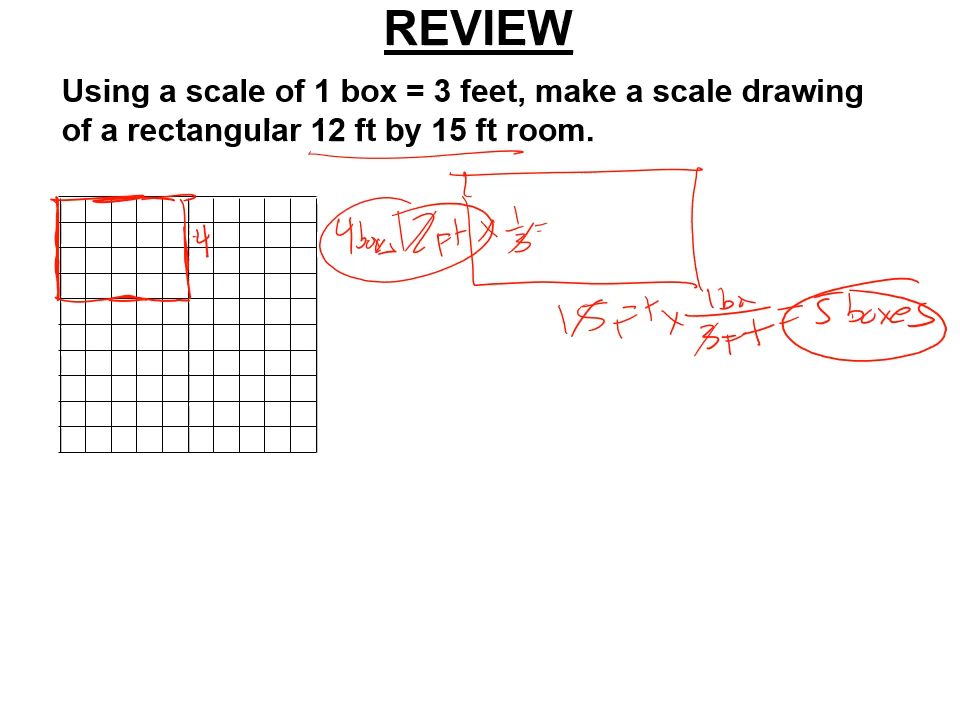 REVIEW
Using a scale of 1 box = 3 feet, make a scale drawing
of a rectangular 12 ft by 15 ft room.
4 4 boxes 12 ft x 1/3 =
15 FT x 1 box / 3 FT = 5 boxes